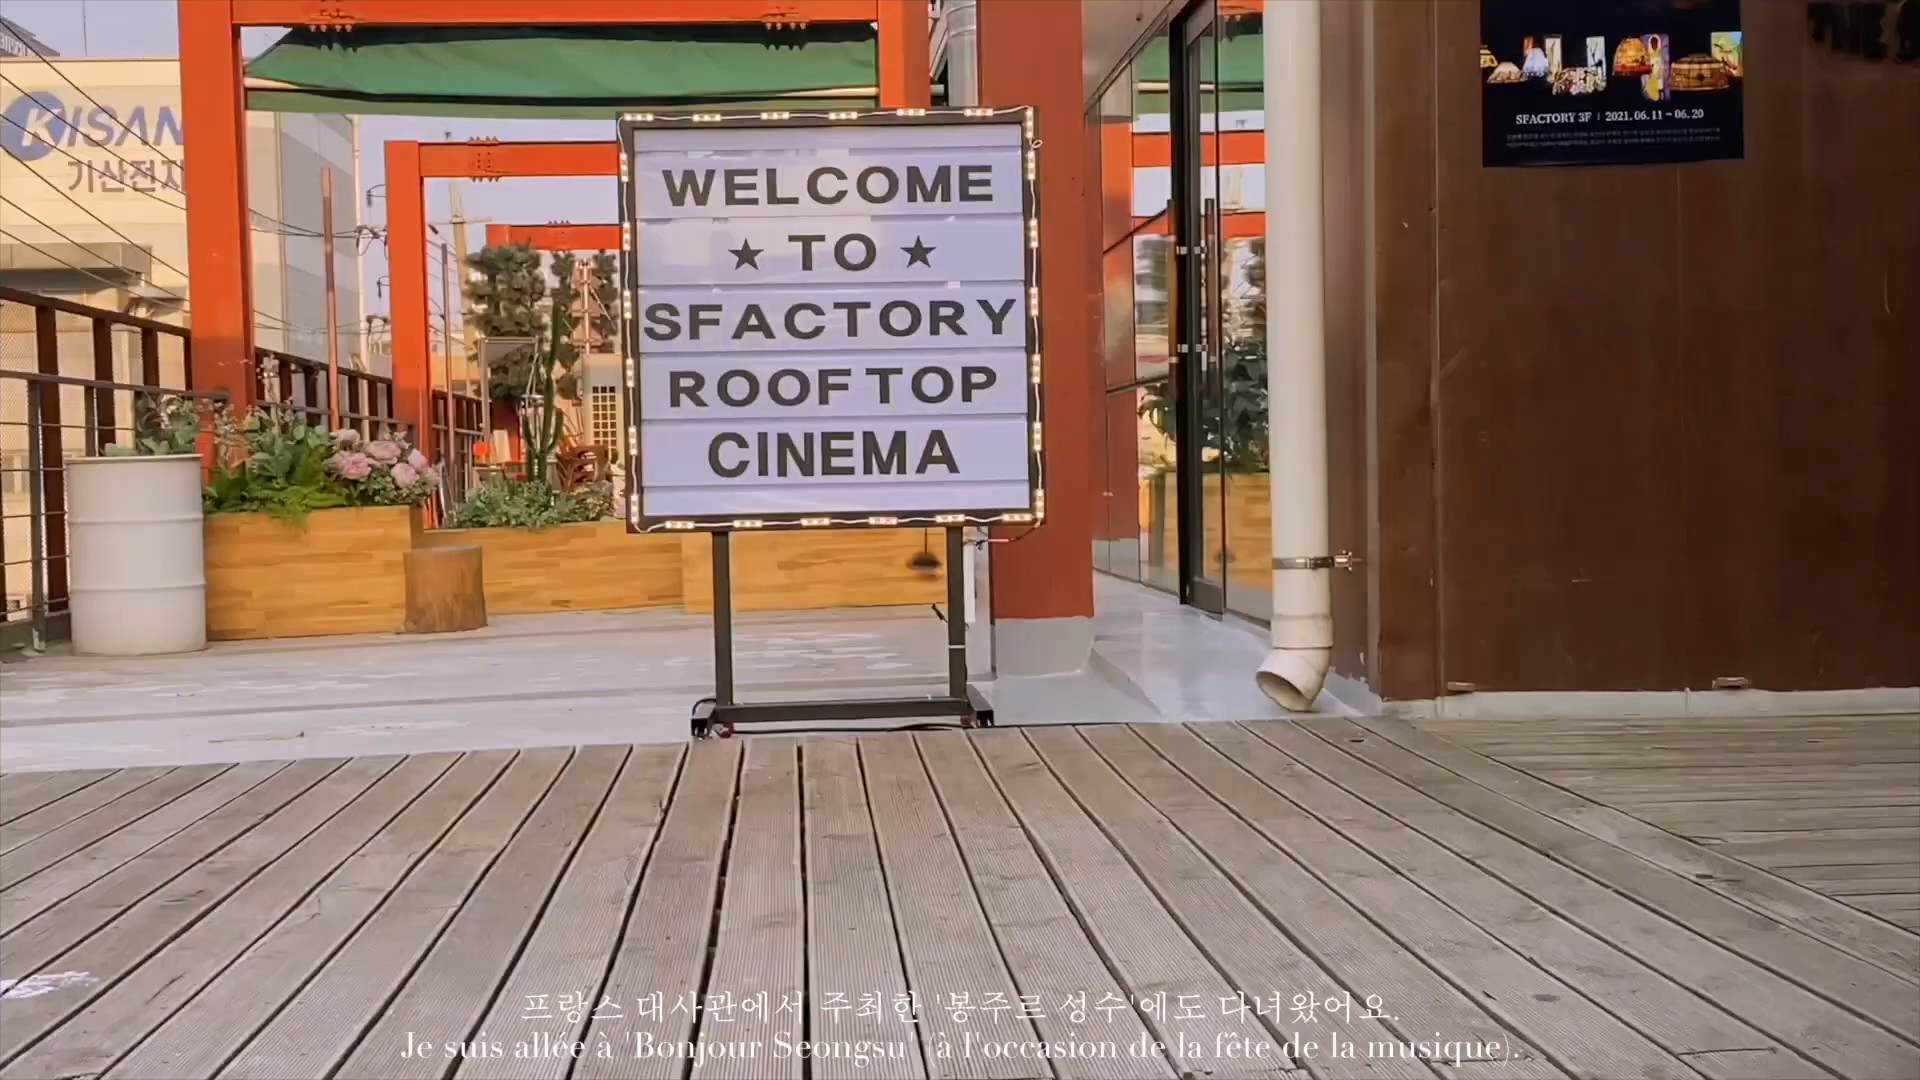 KISAN
기산전자
WELCOME
★ TO ★
SFACTORY
ROOFTOP
CINEMA
SFACTORY 3F | 2021.06.11 - 06.20
THE
프랑스 대사관에서 주최한 '봉주르 성수'에도 다녀왔어요.
Je suis allée à 'Bonjour Seongsu' (à l'occasion de la fête de la musique).